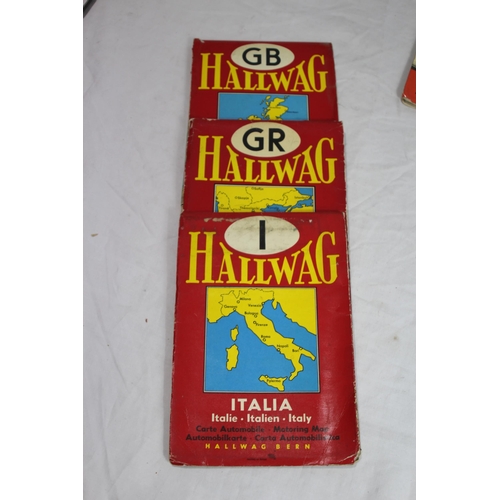 GB
HALLWAG
GR
HALLWAG
I
HALLWAG
ITALIA
Italie · Italien · Italy
Carte Automobile · Motoring Map
Automobilkarte · Carta Automobilistica
HALLWAG BERN